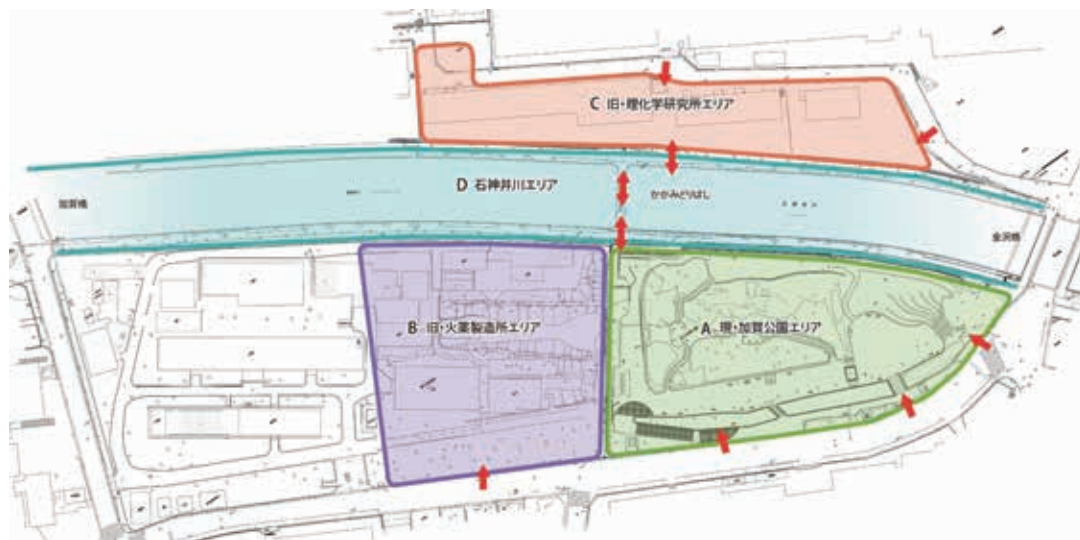 C 旧・理化学研究所エリア
D 石神井川エリア
かがみどりばし
加賀橋
金沢橋
B 旧・火薬製造所エリア
A 現・加賀公園エリア